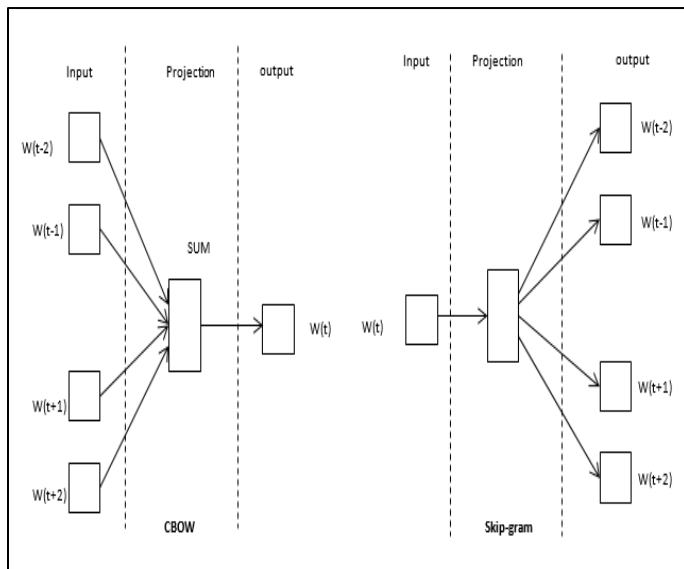 Input
Projection
output
W(t-2)
W(t-1)
SUM
W(t)
W(t+1)
W(t+2)
CBOW
Input
Projection
output
W(t-2)
W(t-1)
W(t)
W(t+1)
W(t+2)
Skip-gram